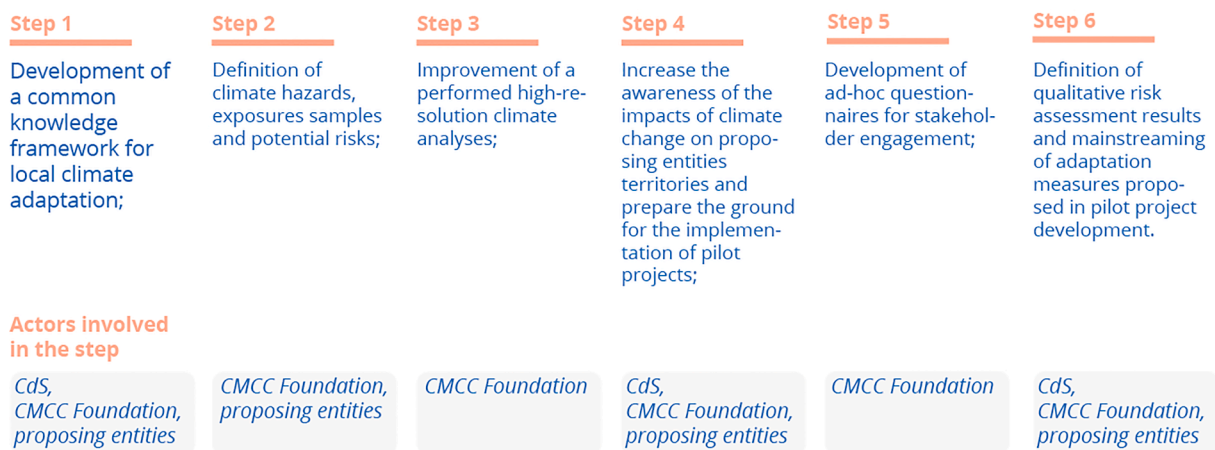 Step 1
Development of
a common
knowledge
framework for
local climate
adaptation;
Step 2
Definition of
climate hazards,
exposures samples
and potential risks;
Step 3
Improvement of a
performed high-re-
solution climate
analyses;
Step 4
Increase the
awareness of the
impacts of climate
change on propo-
sing entities
territories and
prepare the ground
for the implemen-
tation of pilot
projects;
Step 5
Development of
ad-hoc question-
naires for stakehol-
der engagement;
Step 6
Definition of
qualitative risk
assessment results
and mainstreaming
of adaptation
measures propo-
sed in pilot project
development.
Actors involved
in the step
CdS,
CMCC Foundation,
proposing entities
CMCC Foundation,
proposing entities
CMCC Foundation
CdS,
CMCC Foundation,
proposing entities
CMCC Foundation
CdS,
CMCC Foundation,
proposing entities